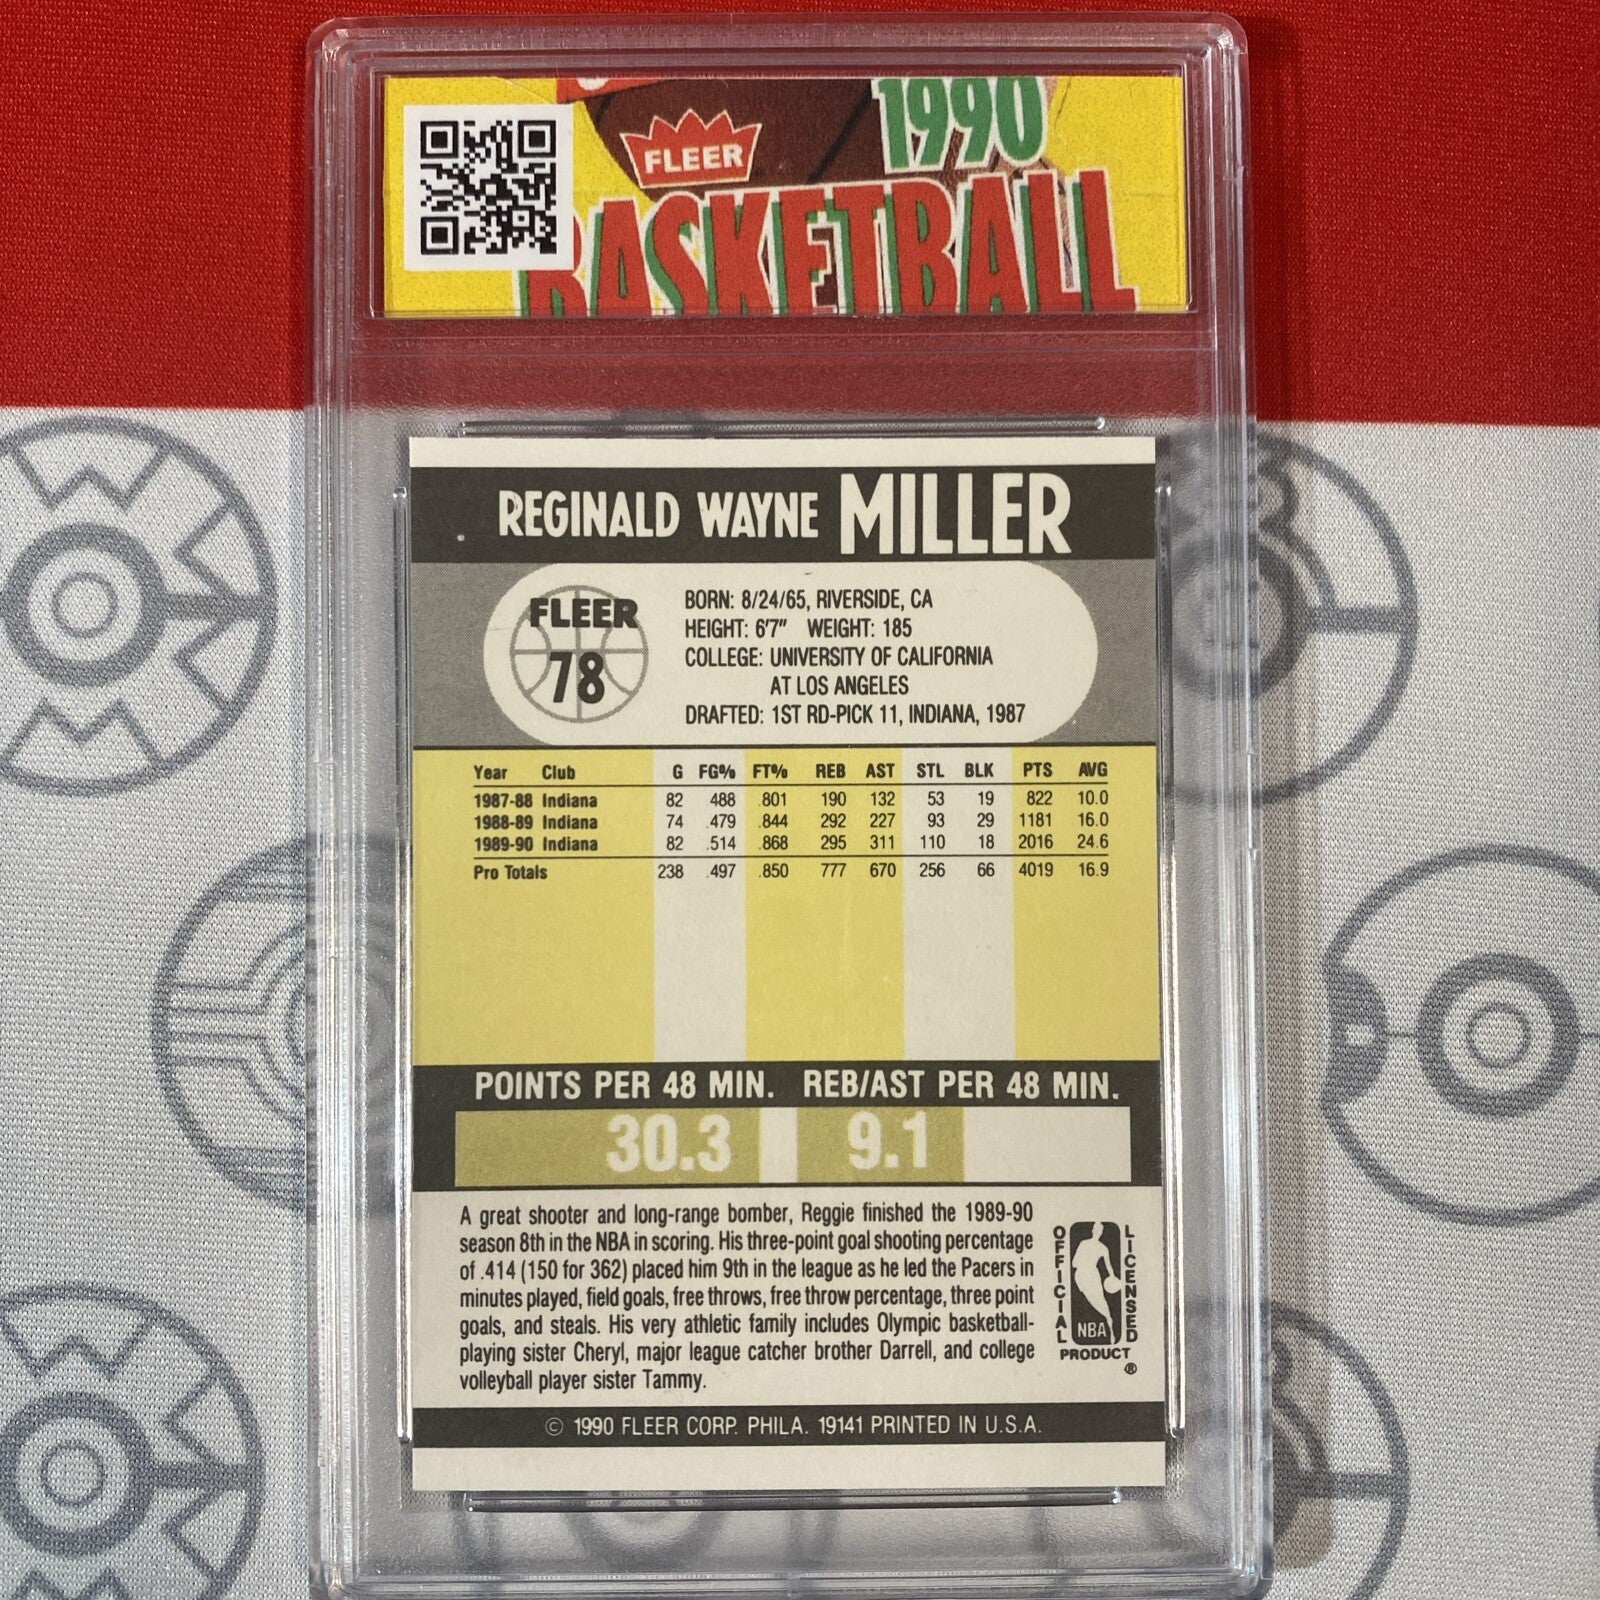 1990
FLEER
BASKETBALL
REGINALD WAYNE MILLER
FLEER
78
BORN: 8/24/65, RIVERSIDE, CA
HEIGHT: 6'7" WEIGHT: 185
COLLEGE: UNIVERSITY OF CALIFORNIA
AT LOS ANGELES
DRAFTED: 1ST RD-PICK 11, INDIANA, 1987
Year Club G FG% FT% REB AST STL BLK PTS AVG
1987-88 Indiana 82 .488 .801 190 132 53 19 822 10.0
1988-89 Indiana 74 .479 .844 292 227 93 29 1181 16.0
1989-90 Indiana 82 .514 .868 295 311 110 18 2016 24.6
Pro Totals 238 .497 .850 777 670 256 66 4019 16.9
POINTS PER 48 MIN. REB/AST PER 48 MIN.
30.3 9.1
A great shooter and long-range bomber, Reggie finished the 1989-90
season 8th in the NBA in scoring. His three-point goal shooting percentage
of .414 (150 for 362) placed him 9th in the league as he led the Pacers in
minutes played, field goals, free throws, free throw percentage, three point
goals, and steals. His very athletic family includes Olympic basketball-
playing sister Cheryl, major league catcher brother Darrell, and college
volleyball player sister Tammy.
OFFICIAL LICENSED
NBA
PRODUCT
®
© 1990 FLEER CORP. PHILA. 19141 PRINTED IN U.S.A.